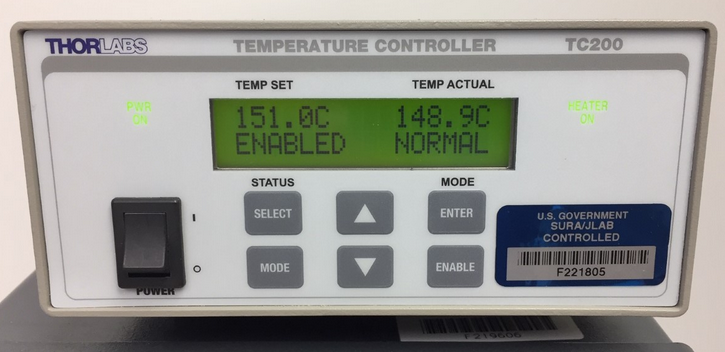 THORLABS TEMPERATURE CONTROLLER TC200
TEMP SET TEMP ACTUAL
PWR
ON
151.0C 148.9C
ENABLED NORMAL
HEATER
ON
STATUS MODE
SELECT ENTER
MODE ENABLE
I
O
POWER
U.S. GOVERNMENT
SURA/JLAB
CONTROLLED
F221805
F219606